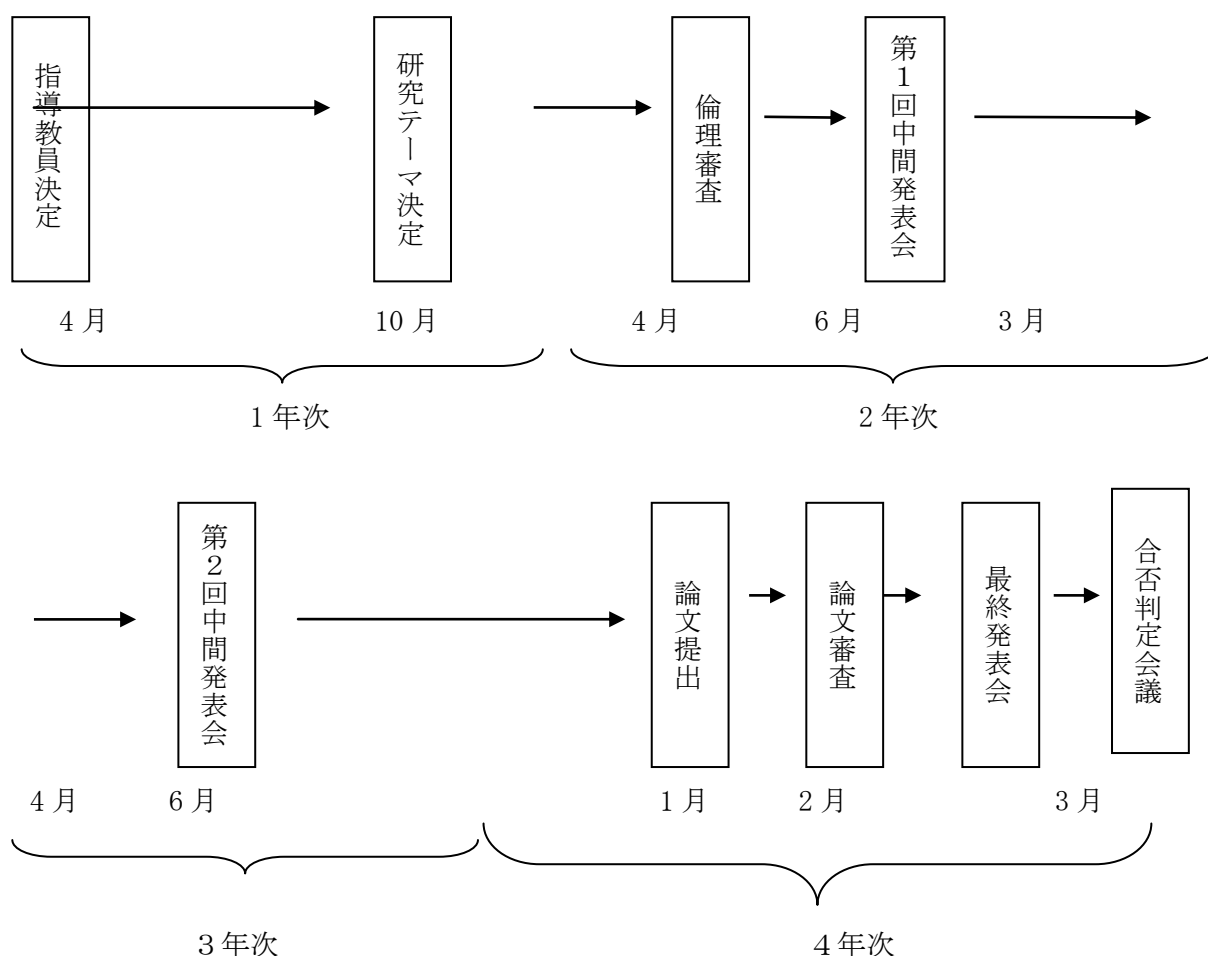 指導教員決定
研究テーマ決定
倫理審査
第1回中間発表会
4月
10月
4月
6月
3月
1年次
2年次
第2回中間発表会
論文提出
論文審査
最終発表会
合否判定会議
4月
6月
1月
2月
3月
3年次
4年次